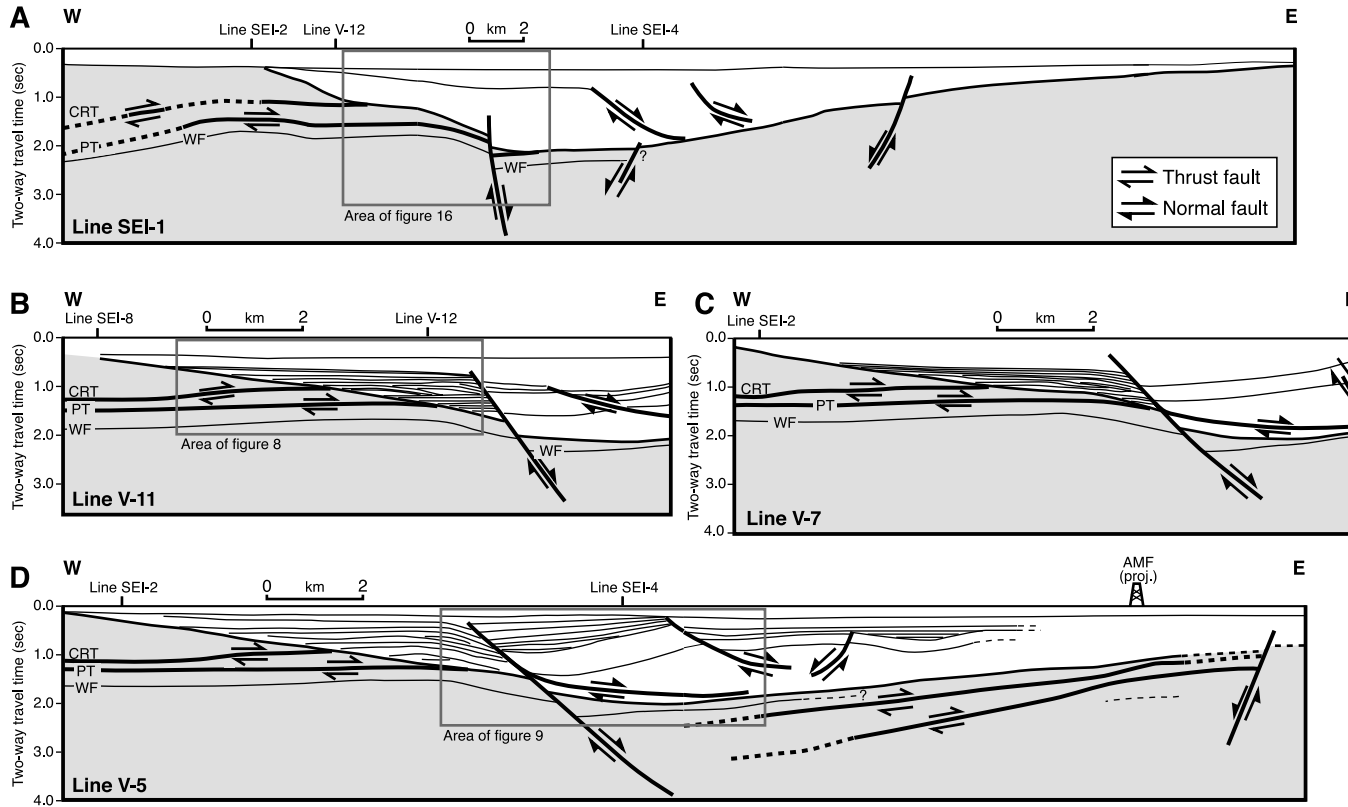 A
W
E
Line SEI-2
Line V-12
0 km 2
Line SEI-4
Two-way travel time (sec)
0.0
1.0
2.0
3.0
4.0
CRT
PT
WF
WF
?
Area of figure 16
Line SEI-1
Thrust fault
Normal fault
B
W
E
Line SEI-8
0 km 2
Line V-12
Two-way travel time (sec)
0.0
1.0
2.0
3.0
CRT
PT
WF
WF
Area of figure 8
Line V-11
C
W
Line SEI-2
0 km 2
Two-way travel time (sec)
0.0
1.0
2.0
3.0
4.0
CRT
PT
WF
Line V-7
D
W
E
Line SEI-2
0 km 2
Line SEI-4
AMF
(proj.)
Two-way travel time (sec)
0.0
1.0
2.0
3.0
4.0
CRT
PT
WF
?
Area of figure 9
Line V-5